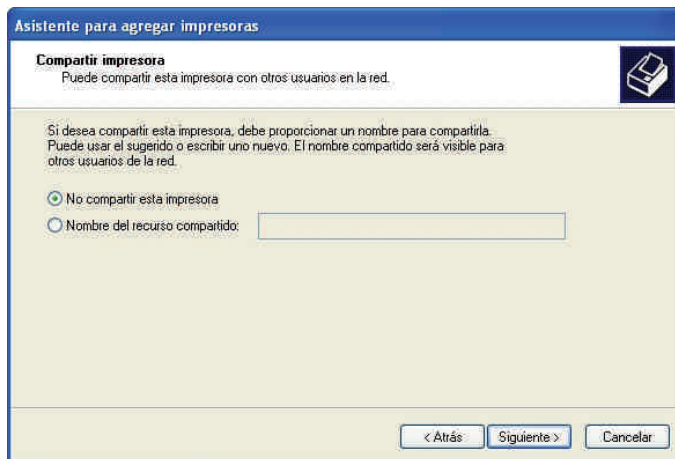 Asistente para agregar impresoras
Compartir impresora
Puede compartir esta impresora con otros usuarios en la red.
Si desea compartir esta impresora, debe proporcionar un nombre para compartirla.
Puede usar el sugerido o escribir uno nuevo. El nombre compartido será visible para
otros usuarios de la red.
No compartir esta impresora
Nombre del recurso compartido:
< Atrás Siguiente > Cancelar